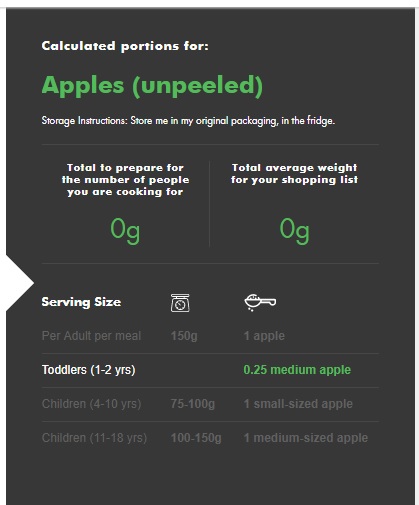 Calculated portions for:
Apples (unpeeled)
Storage Instructions: Store me in my original packaging, in the fridge.
Total to prepare for
the number of people
you are cooking for
0g
Total average weight
for your shopping list
0g
Serving Size
Per Adult per meal 150g 1 apple
Toddlers (1-2 yrs) 0.25 medium apple
Children (4-10 yrs) 75-100g 1 small-sized apple
Children (11-18 yrs) 100-150g 1 medium-sized apple